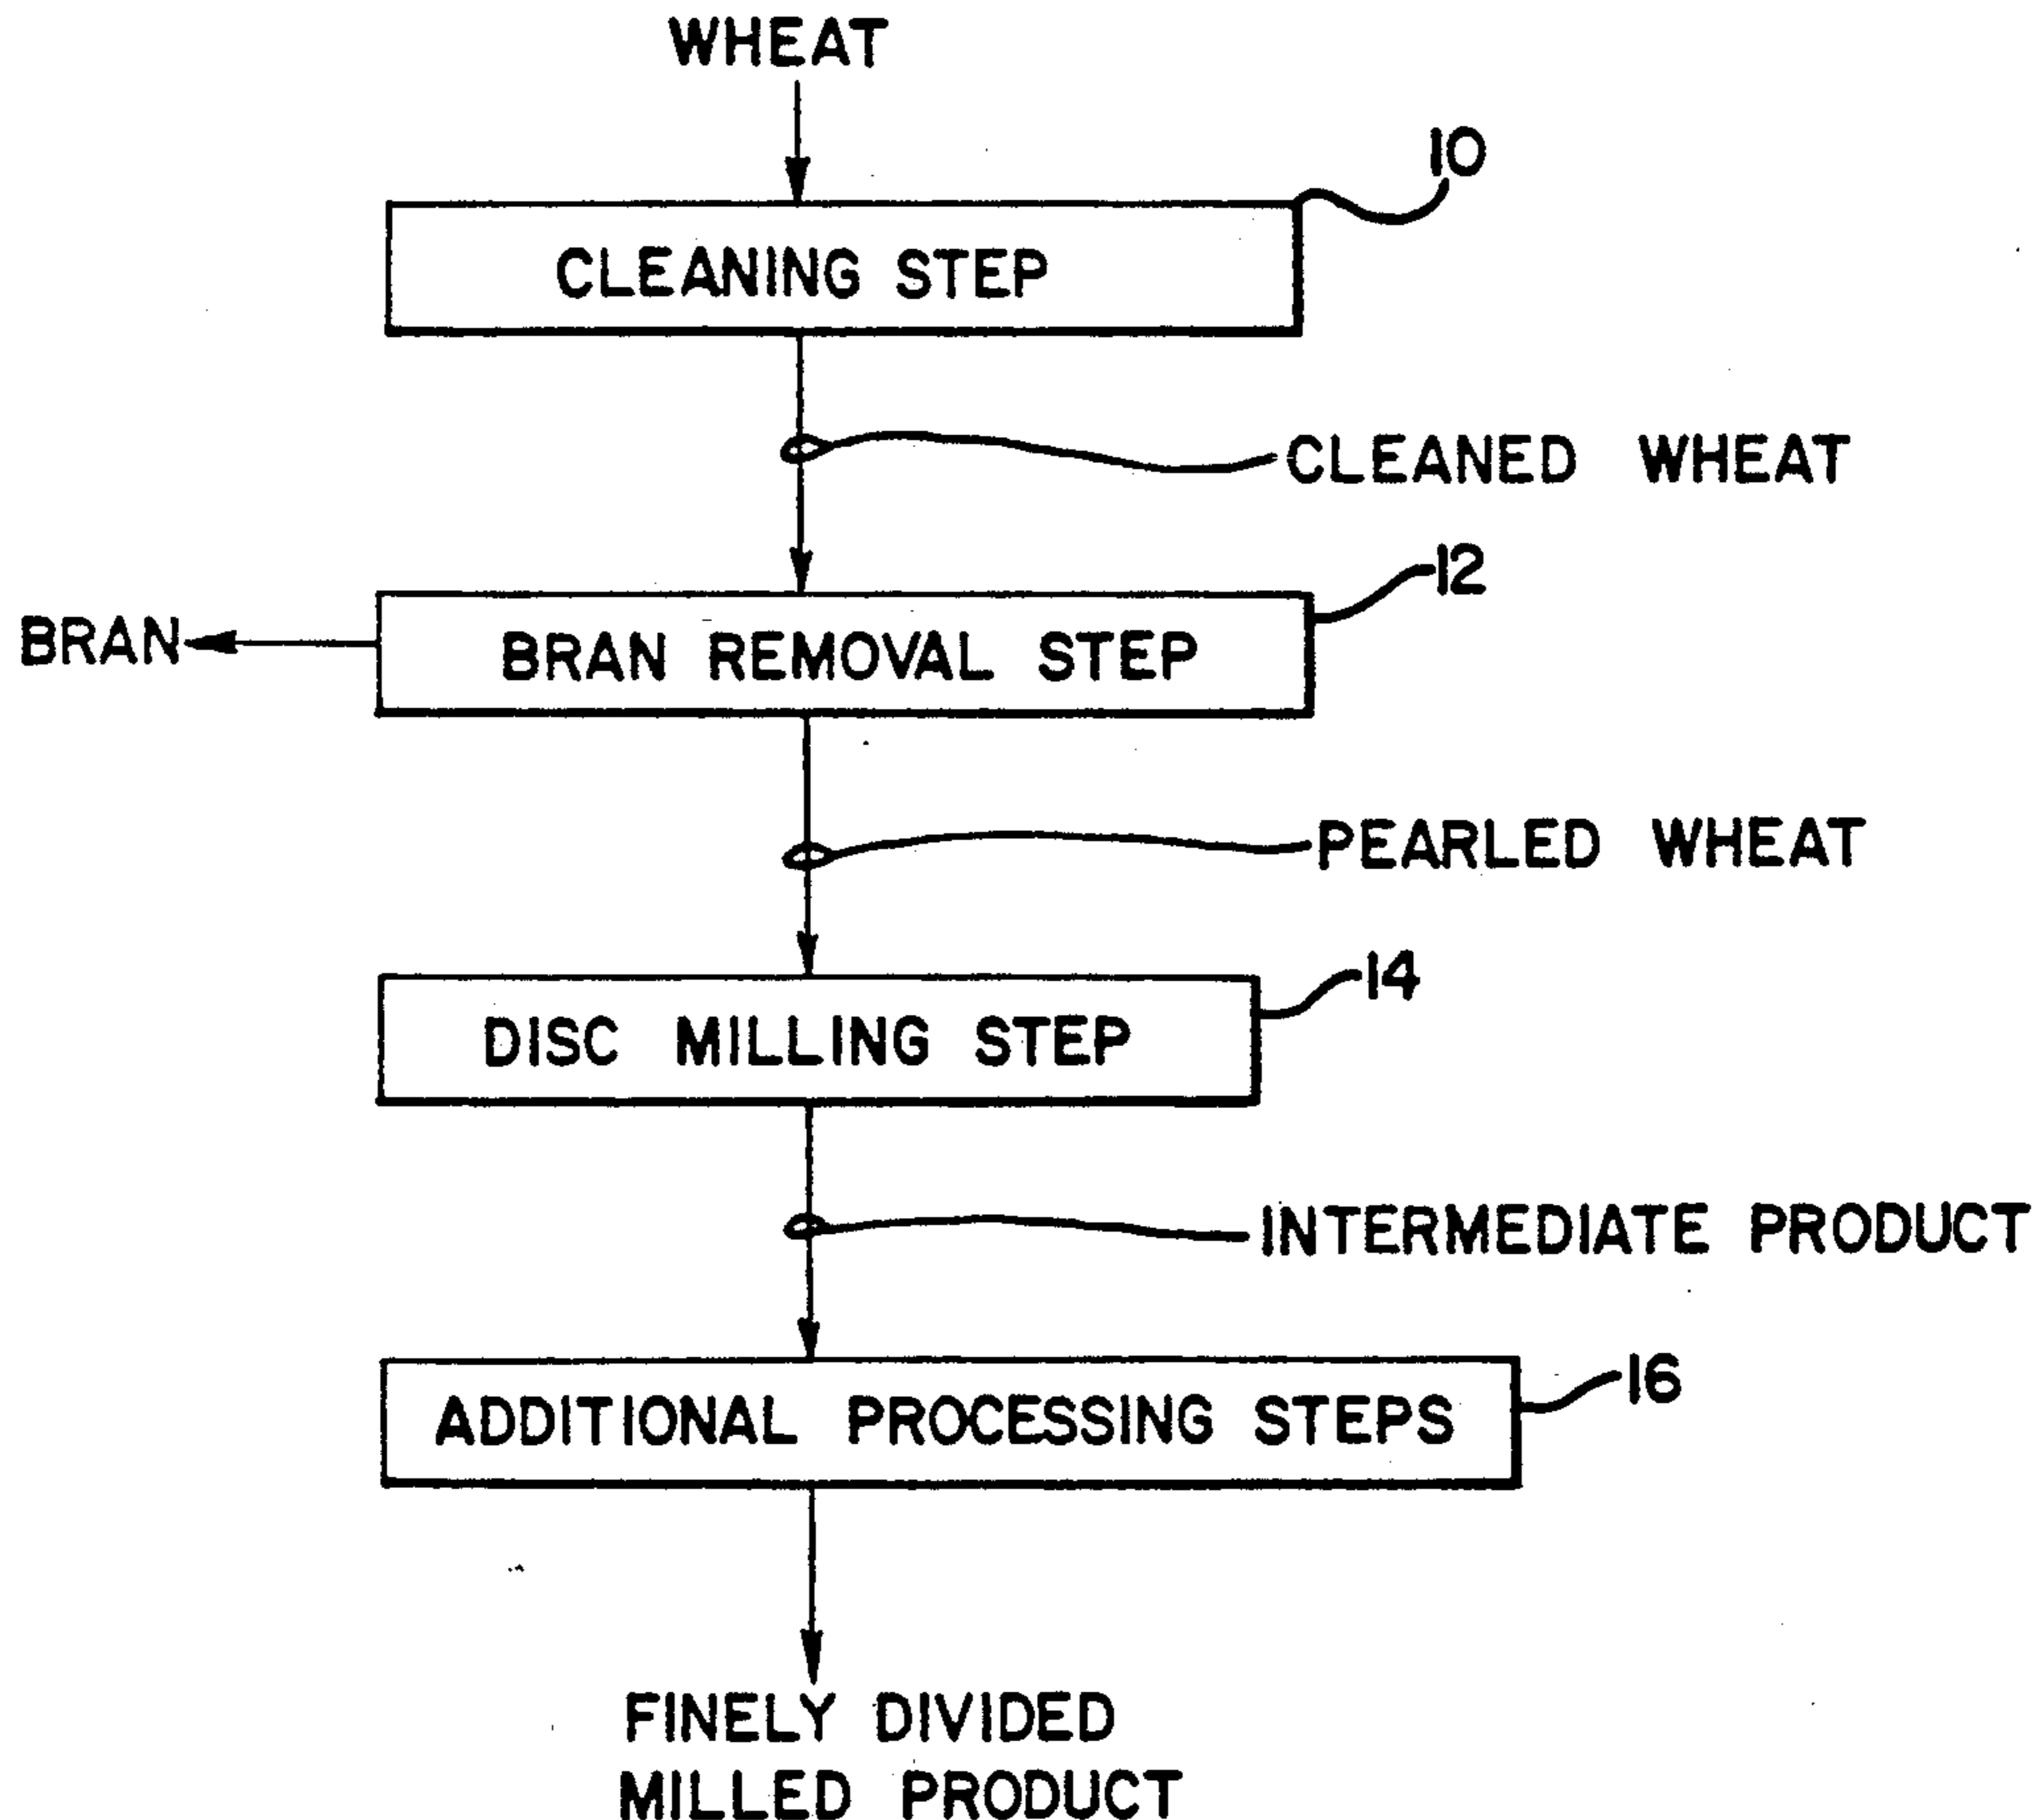 WHEAT
10
CLEANING STEP
CLEANED WHEAT
12
BRAN
BRAN REMOVAL STEP
PEARLED WHEAT
14
DISC MILLING STEP
INTERMEDIATE PRODUCT
16
ADDITIONAL PROCESSING STEPS
FINELY DIVIDED
MILLED PRODUCT